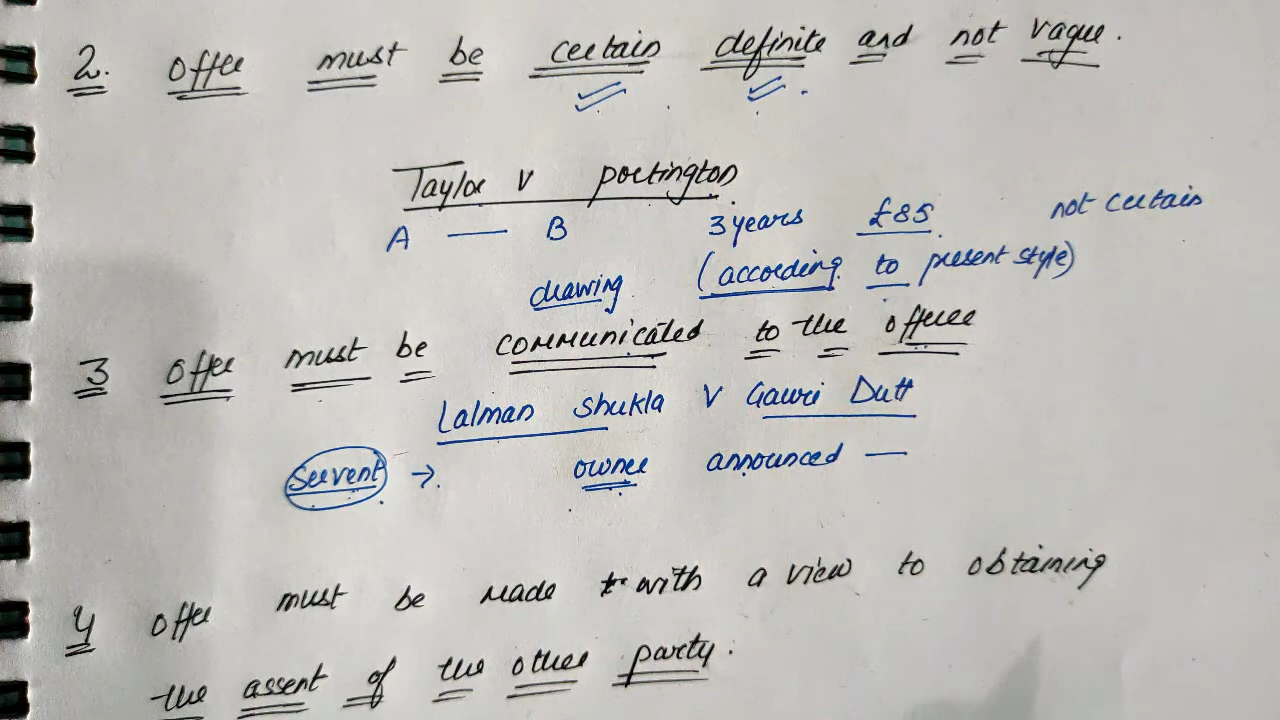 2. Offer must be certain definite and not vague.
Taylor V portington
A — B 3 years £85 not certain
drawing (according to present style)
3 Offer must be communicated to the offeree
Lalman Shukla V Gauri Dutt
Servent → owner announced —
4 Offer must be made with a view to obtaining
the assent of the other party.